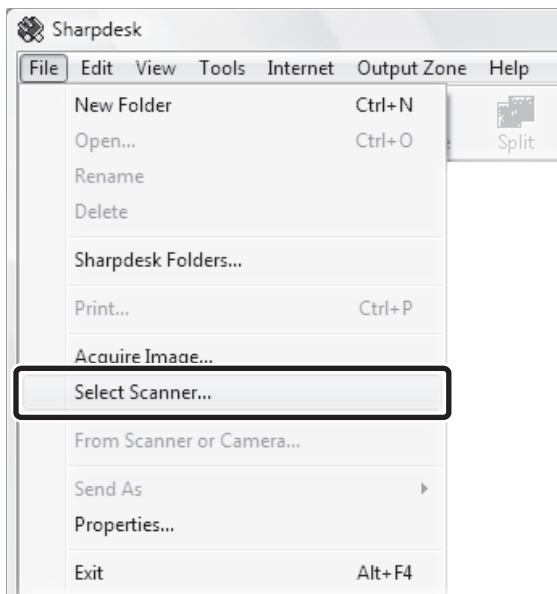 Sharpdesk
File Edit View Tools Internet Output Zone Help
New Folder Ctrl+N
Split
Open... Ctrl+O
Rename
Delete
Sharpdesk Folders...
Print... Ctrl+P
Acquire Image...
Select Scanner...
From Scanner or Camera...
Send As
Properties...
Exit Alt+F4